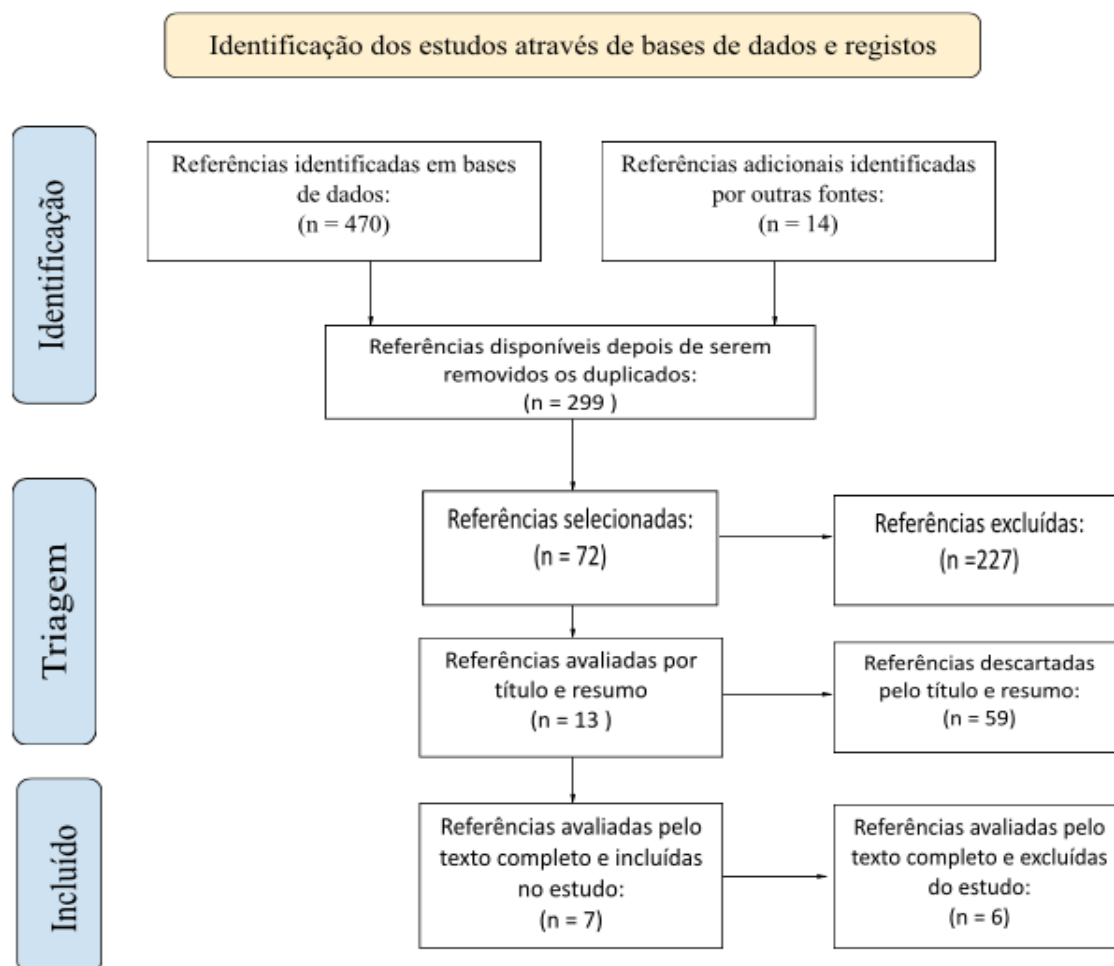 Identificação dos estudos através de bases de dados e registos
Identificação
Referências identificadas em bases
de dados:
(n = 470)
Referências adicionais identificadas
por outras fontes:
(n = 14)
Referências disponíveis depois de serem
removidos os duplicados:
(n = 299 )
Triagem
Referências selecionadas:
(n = 72)
Referências excluídas:
(n =227)
Referências avaliadas por
título e resumo
(n = 13 )
Referências descartadas
pelo título e resumo:
(n = 59)
Incluído
Referências avaliadas pelo
texto completo e incluídas
no estudo:
(n = 7)
Referências avaliadas pelo
texto completo e excluídas
do estudo:
(n = 6)